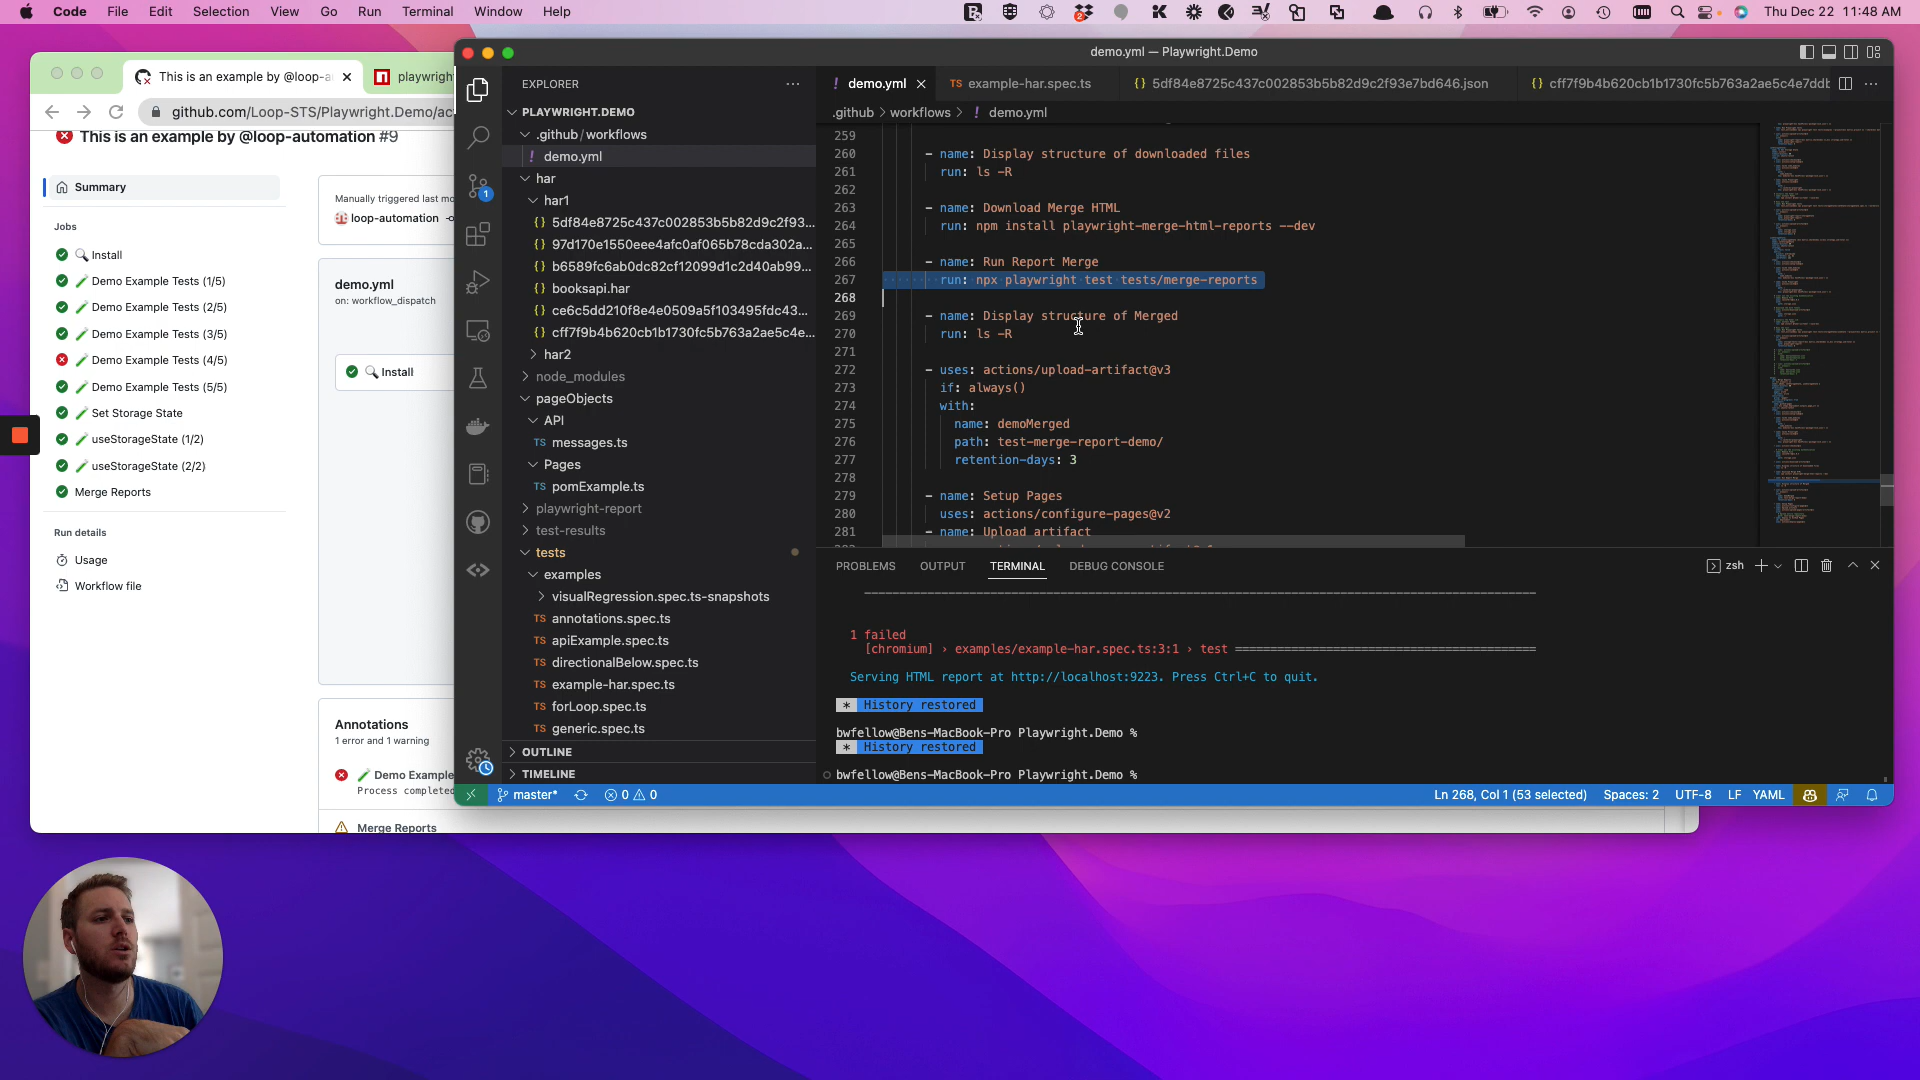 Code File Edit Selection View Go Run Terminal Window Help
Thu Dec 22 11:48 AM
This is an example by @loop-a
playwright
github.com/Loop-STS/Playwright.Demo/ac
This is an example by @loop-automation #9
Summary
Jobs
Install
Demo Example Tests (1/5)
Demo Example Tests (2/5)
Demo Example Tests (3/5)
Demo Example Tests (4/5)
Demo Example Tests (5/5)
Set Storage State
useStorageState (1/2)
useStorageState (2/2)
Merge Reports
Run details
Usage
Workflow file
Manually triggered last mo
loop-automation
demo.yml
on: workflow_dispatch
Install
Annotations
1 error and 1 warning
Demo Example
Process completed
Merge Reports
demo.yml — Playwright.Demo
EXPLORER
PLAYWRIGHT.DEMO
.github/workflows
demo.yml
har
har1
5df84e8725c437c002853b5b82d9c2f93...
97d170e1550eee4afc0af065b78cda302a...
b6589fc6ab0dc82cf12099d1c2d40ab99...
booksapi.har
ce6c5dd210f8e4e0509a5f103495fdc43...
cff7f9b4b620cb1b1730fc5b763a2ae5c4e...
har2
node_modules
pageObjects
API
messages.ts
Pages
pomExample.ts
playwright-report
test-results
tests
examples
visualRegression.spec.ts-snapshots
annotations.spec.ts
apiExample.spec.ts
directionalBelow.spec.ts
example-har.spec.ts
forLoop.spec.ts
generic.spec.ts
OUTLINE
TIMELINE
demo.yml
example-har.spec.ts
5df84e8725c437c002853b5b82d9c2f93e7bd646.json
cff7f9b4b620cb1b1730fc5b763a2ae5c4e7ddb
.github > workflows > demo.yml
259
260 - name: Display structure of downloaded files
261 run: ls -R
262
263 - name: Download Merge HTML
264 run: npm install playwright-merge-html-reports --dev
265
266 - name: Run Report Merge
267 run: npx playwright test tests/merge-reports
268
269 - name: Display structure of Merged
270 run: ls -R
271
272 - uses: actions/upload-artifact@v3
273 if: always()
274 with:
275 name: demoMerged
276 path: test-merge-report-demo/
277 retention-days: 3
278
279 - name: Setup Pages
280 uses: actions/configure-pages@v2
281 - name: Upload artifact
PROBLEMS OUTPUT TERMINAL DEBUG CONSOLE
zsh
1 failed
[chromium] › examples/example-har.spec.ts:3:1 › test
Serving HTML report at http://localhost:9223. Press Ctrl+C to quit.
* History restored
bwfellow@Bens-MacBook-Pro Playwright.Demo %
* History restored
bwfellow@Bens-MacBook-Pro Playwright.Demo %
master* 0 0
Ln 268, Col 1 (53 selected) Spaces: 2 UTF-8 LF YAML